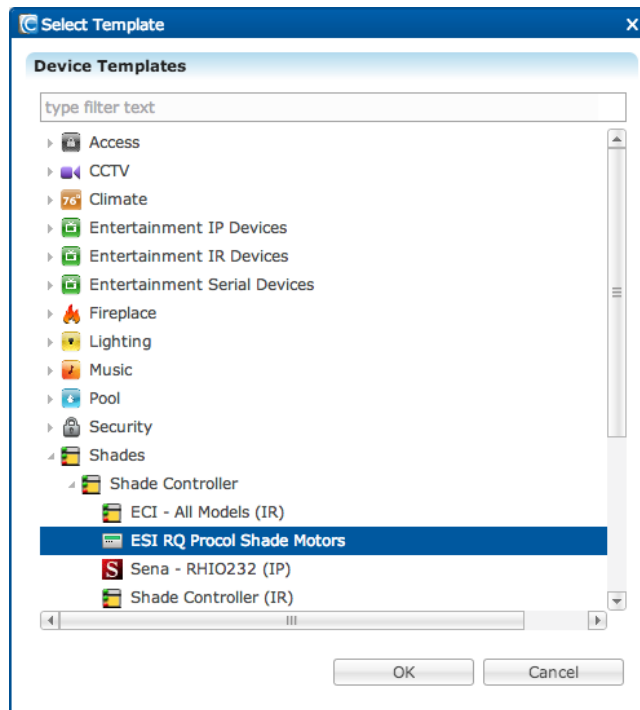 Select Template
Device Templates
type filter text
Access
CCTV
76° Climate
Entertainment IP Devices
Entertainment IR Devices
Entertainment Serial Devices
Fireplace
Lighting
Music
Pool
Security
Shades
Shade Controller
ECI - All Models (IR)
ESI RQ Procol Shade Motors
S Sena - RHIO232 (IP)
Shade Controller (IR)
OK Cancel